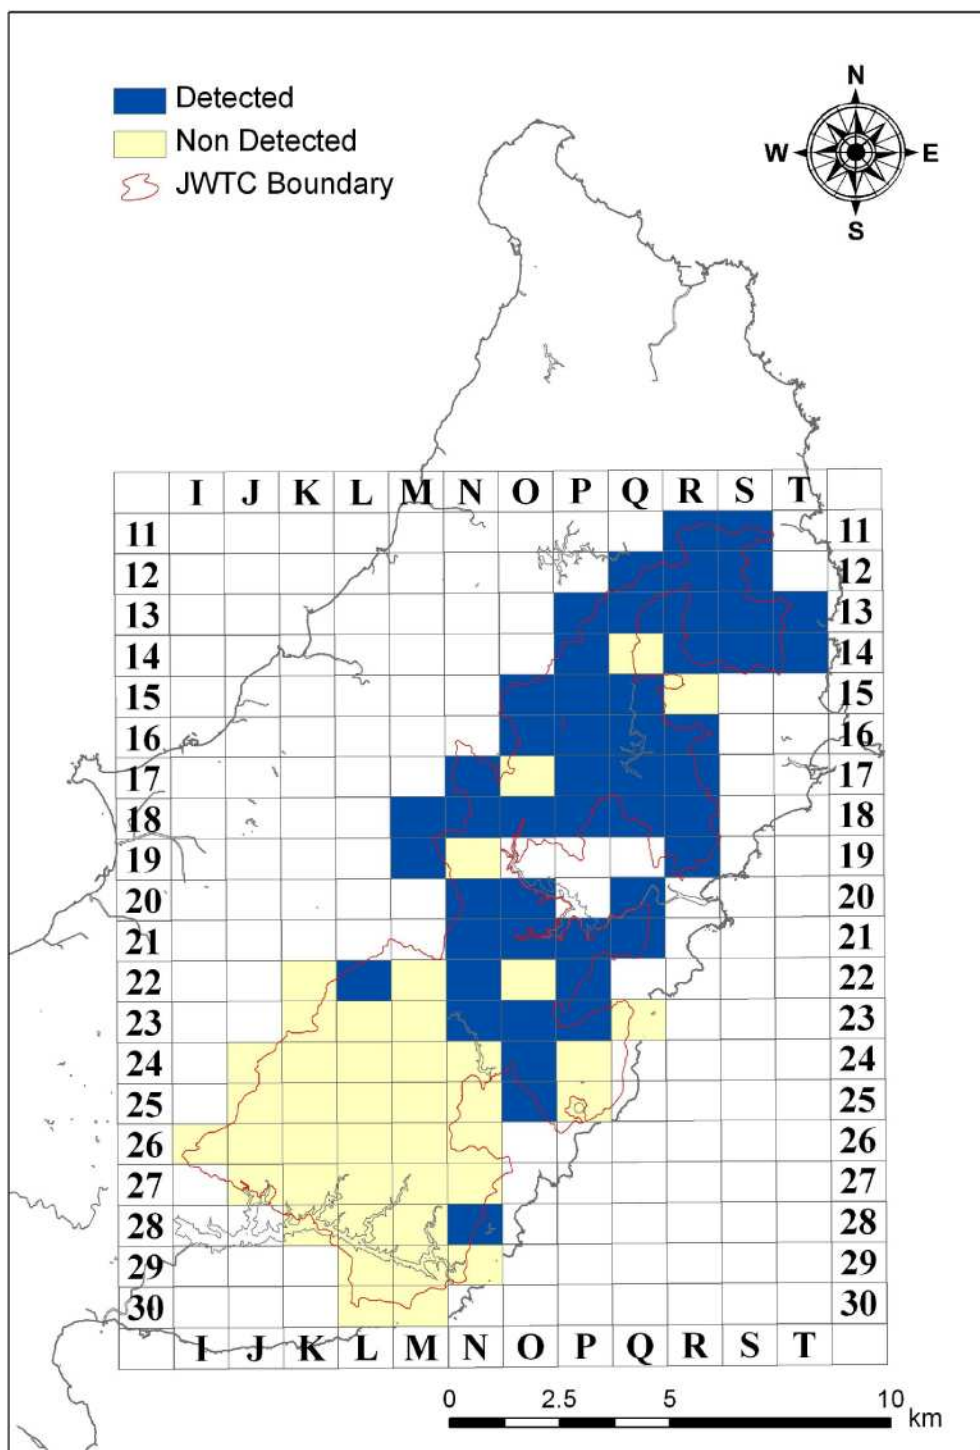 Detected
Non Detected
JWTC Boundary
N
W E
S
I J K L M N O P Q R S T
11 11
12 12
13 13
14 14
15 15
16 16
17 17
18 18
19 19
20 20
21 21
22 22
23 23
24 24
25 25
26 26
27 27
28 28
29 29
30 30
I J K L M N O P Q R S T
0 2.5 5 10
km